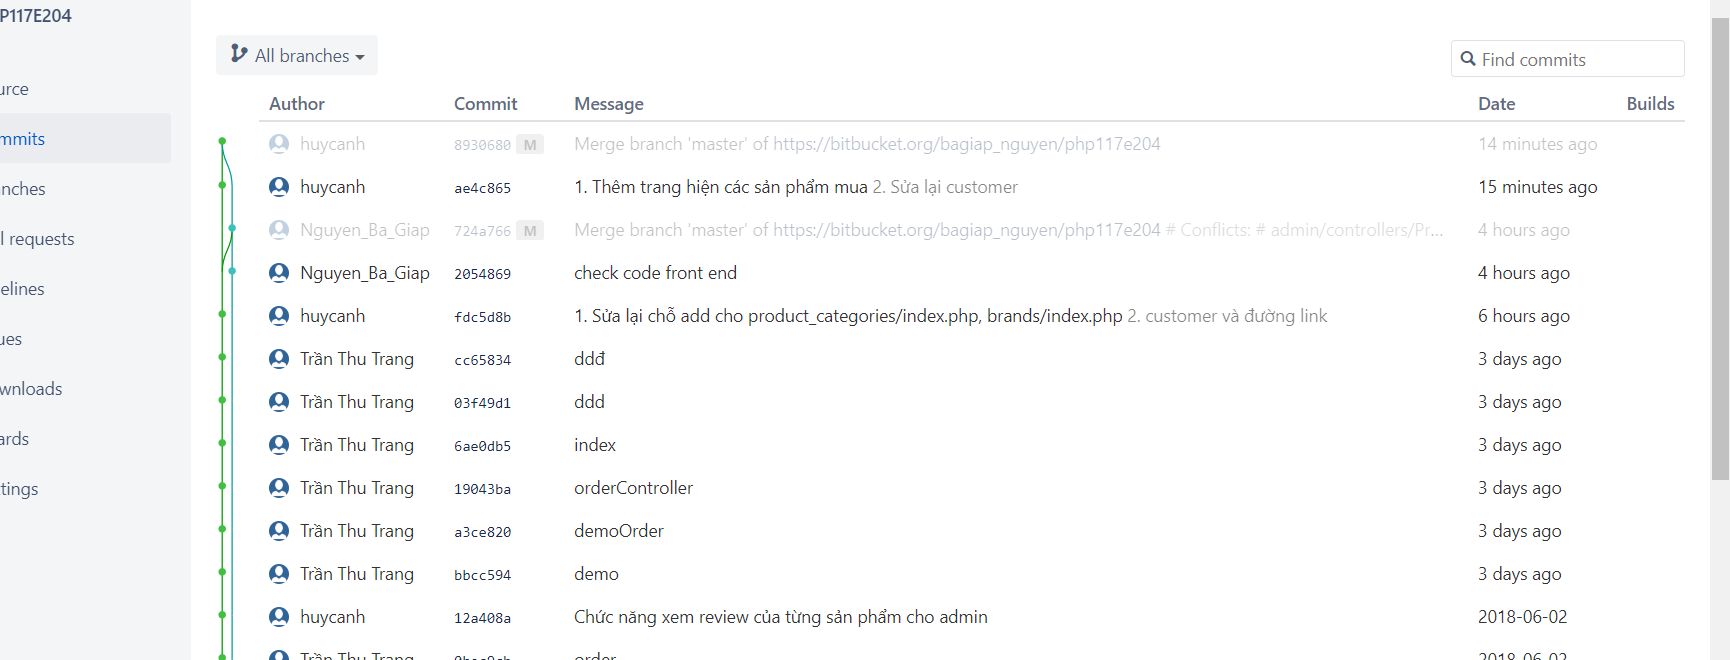 P117E204
All branches
Find commits
Author Commit Message Date Builds
urce
mmits
nches
l requests
elines
ues
wnloads
ards
tings
huycanh 8930680 M Merge branch 'master' of https://bitbucket.org/bagiap_nguyen/php117e204 14 minutes ago
huycanh ae4c865 1. Thêm trang hiện các sản phẩm mua 2. Sửa lại customer 15 minutes ago
Nguyen_Ba_Giap 724a766 M Merge branch 'master' of https://bitbucket.org/bagiap_nguyen/php117e204 # Conflicts: # admin/controllers/Pr... 4 hours ago
Nguyen_Ba_Giap 2054869 check code front end 4 hours ago
huycanh fdc5d8b 1. Sửa lại chỗ add cho product_categories/index.php, brands/index.php 2. customer và đường link 6 hours ago
Trần Thu Trang cc65834 ddđ 3 days ago
Trần Thu Trang 03f49d1 ddd 3 days ago
Trần Thu Trang 6ae0db5 index 3 days ago
Trần Thu Trang 19043ba orderController 3 days ago
Trần Thu Trang a3ce820 demoOrder 3 days ago
Trần Thu Trang bbcc594 demo 3 days ago
huycanh 12a408a Chức năng xem review của từng sản phẩm cho admin 2018-06-02
Trần Thu Trang order 2018-06-02